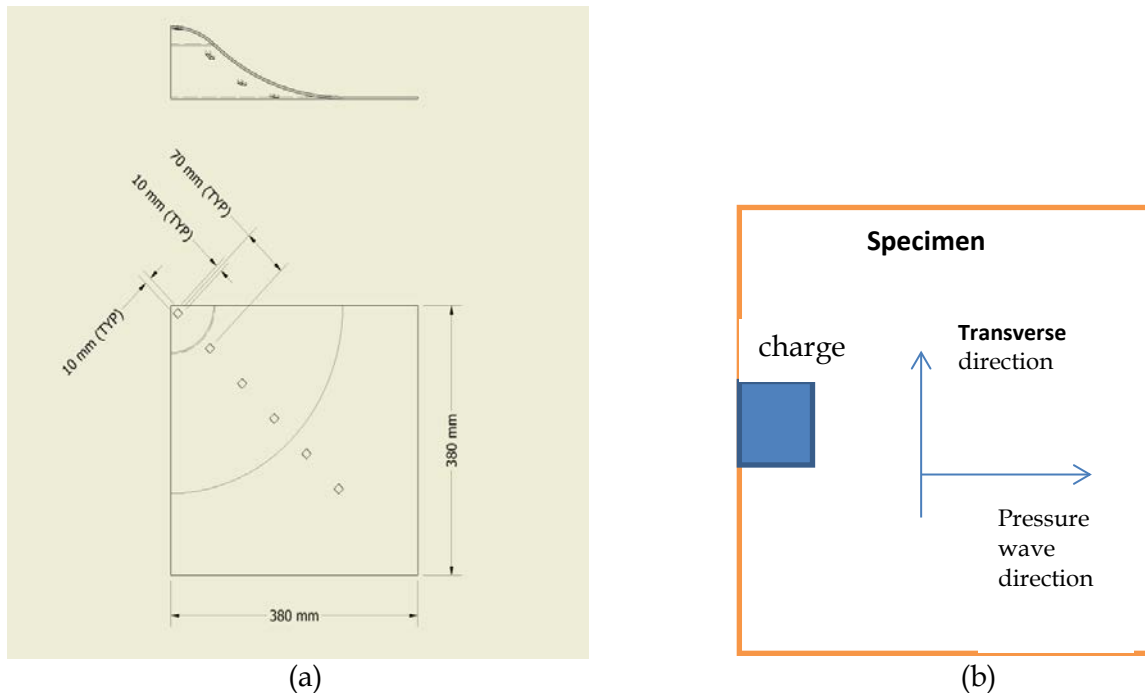 70 mm (TYP)
10 mm (TYP)
10 mm (TYP)
380 mm
380 mm
(a)
Specimen
charge
Transverse
direction
Pressure
wave
direction
(b)